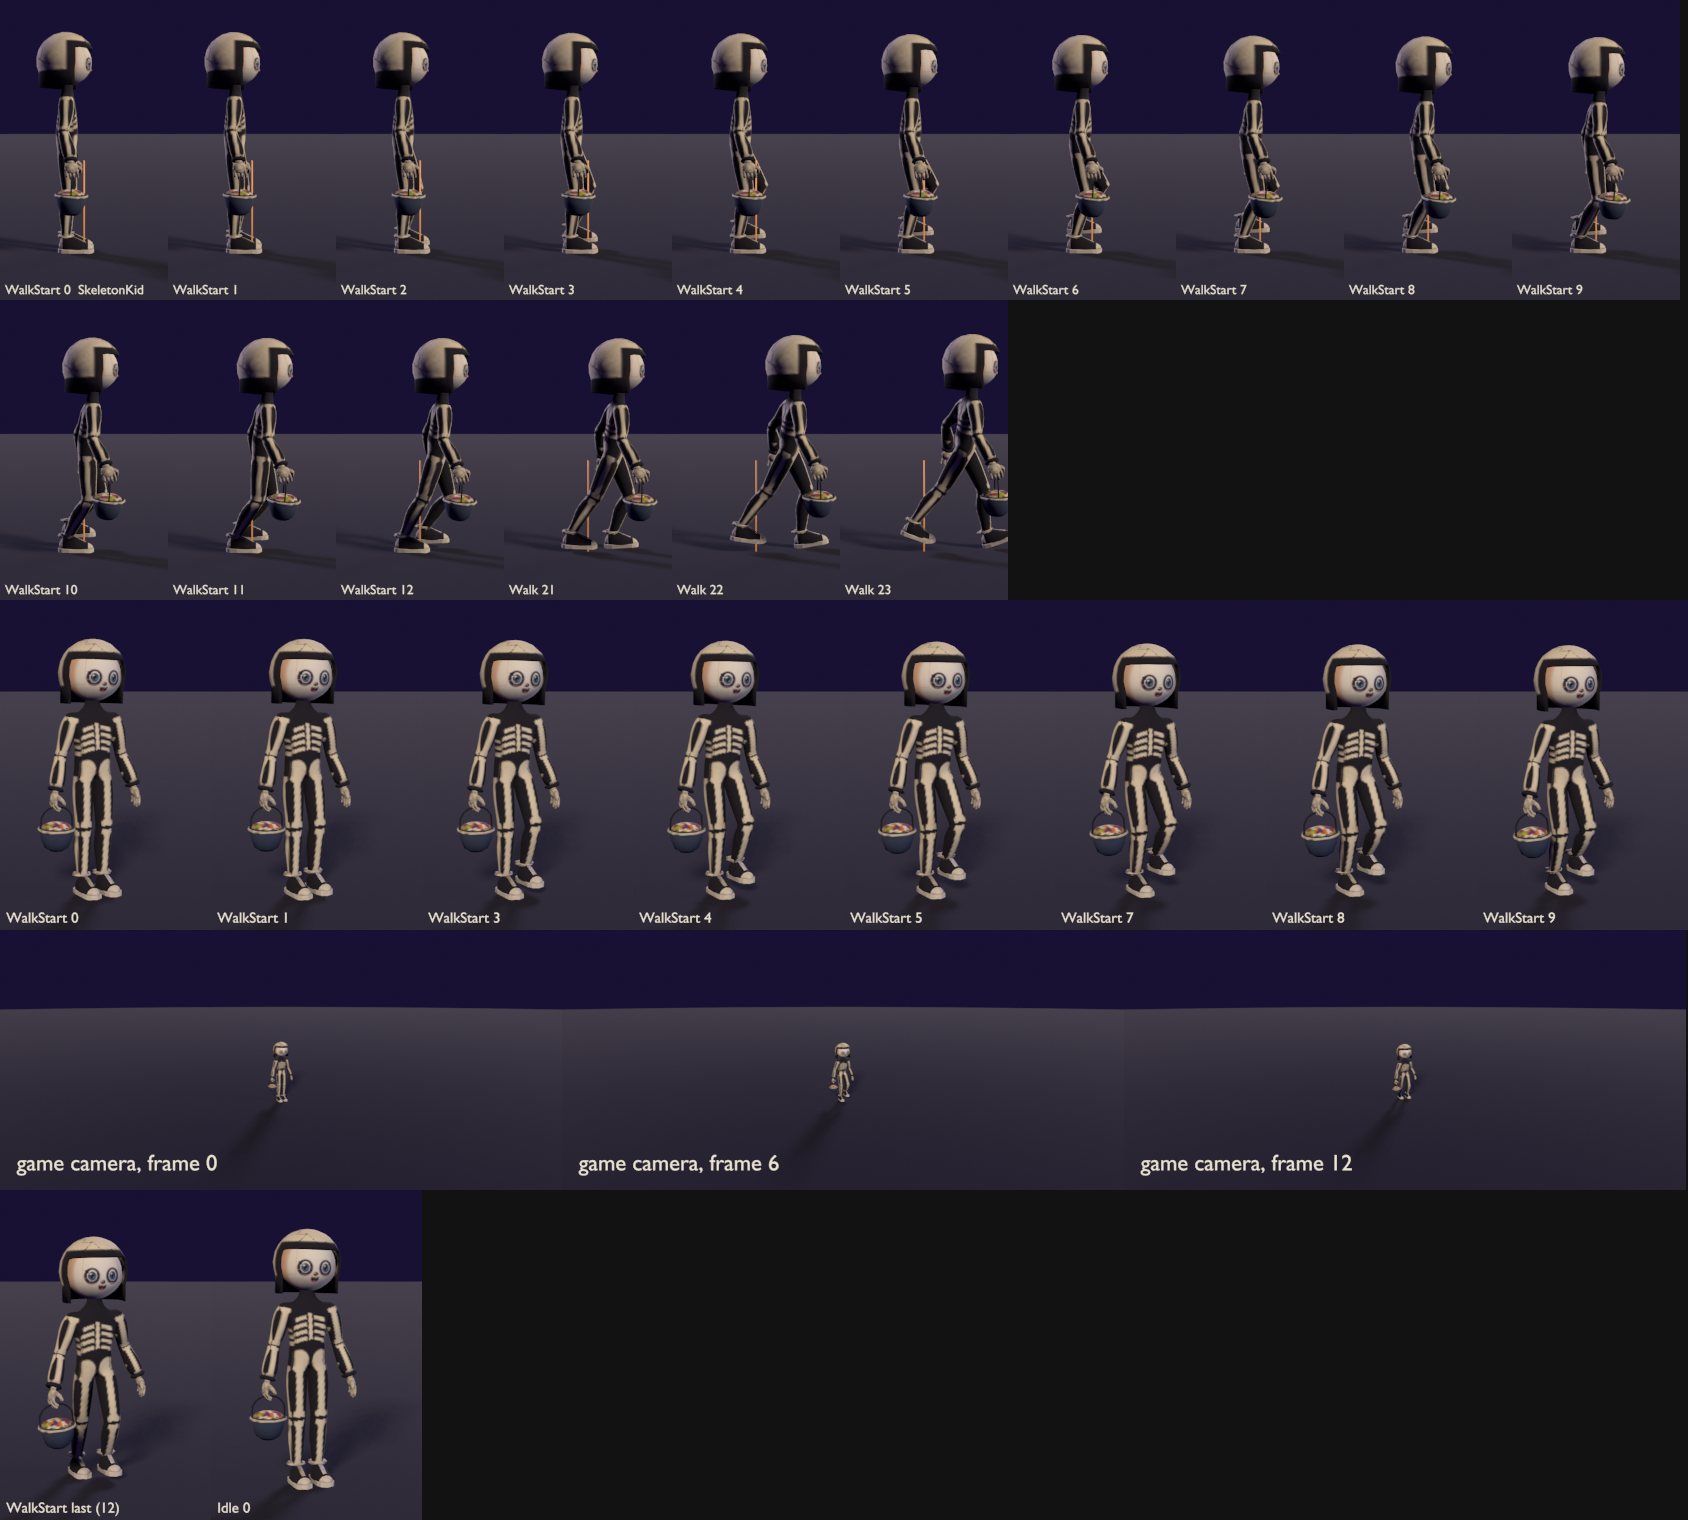 WalkStart 0 SkeletonKid
WalkStart 1
WalkStart 2
WalkStart 3
WalkStart 4
WalkStart 5
WalkStart 6
WalkStart 7
WalkStart 8
WalkStart 9
WalkStart 10
WalkStart 11
WalkStart 12
Walk 21
Walk 22
Walk 23
WalkStart 0
WalkStart 1
WalkStart 3
WalkStart 4
WalkStart 5
WalkStart 7
WalkStart 8
WalkStart 9
game camera, frame 0
game camera, frame 6
game camera, frame 12
WalkStart last (12)
Idle 0